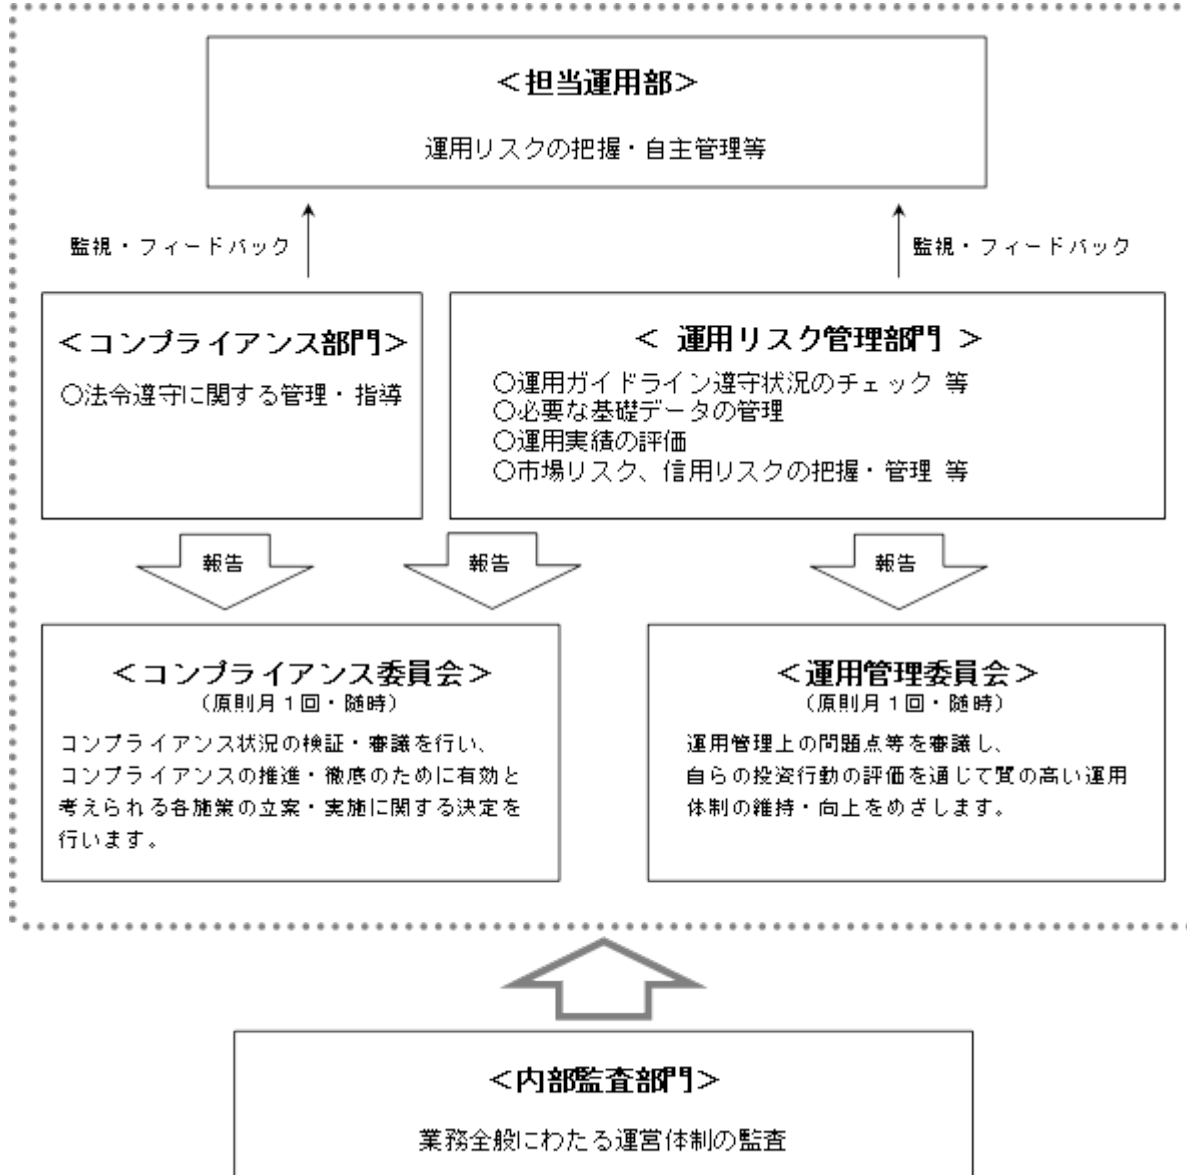 ＜担当運用部＞
運用リスクの把握・自主管理等
監視・フィードバック
監視・フィードバック
＜コンプライアンス部門＞
○法令遵守に関する管理・指導
＜ 運用リスク管理部門 ＞
○運用ガイドライン遵守状況のチェック 等
○必要な基礎データの管理
○運用実績の評価
○市場リスク、信用リスクの把握・管理 等
報告
報告
報告
＜コンプライアンス委員会＞
（原則月１回・随時）
コンプライアンス状況の検証・審議を行い、
コンプライアンスの推進・徹底のために有効と
考えられる各施策の立案・実施に関する決定を
行います。
＜運用管理委員会＞
（原則月１回・随時）
運用管理上の問題点等を審議し、
自らの投資行動の評価を通じて質の高い運用
体制の維持・向上をめざします。
＜内部監査部門＞
業務全般にわたる運営体制の監査